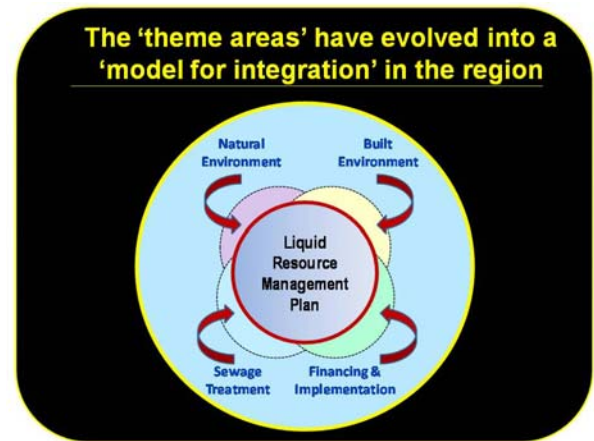 The ‘theme areas’ have evolved into a
‘model for integration’ in the region
Natural
Environment
Built
Environment
Liquid
Resource
Management
Plan
Sewage
Treatment
Financing &
Implementation